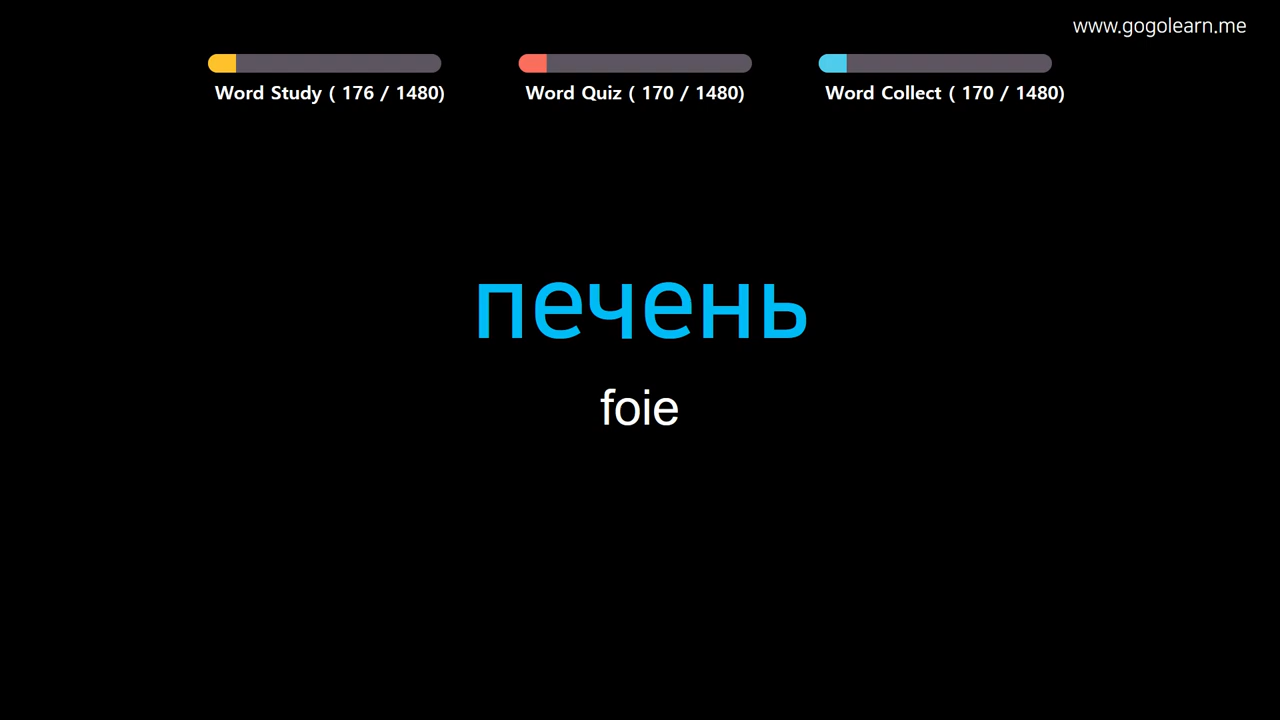 www.gogolearn.me
Word Study ( 176 / 1480)
Word Quiz ( 170 / 1480)
Word Collect ( 170 / 1480)
печень
foie